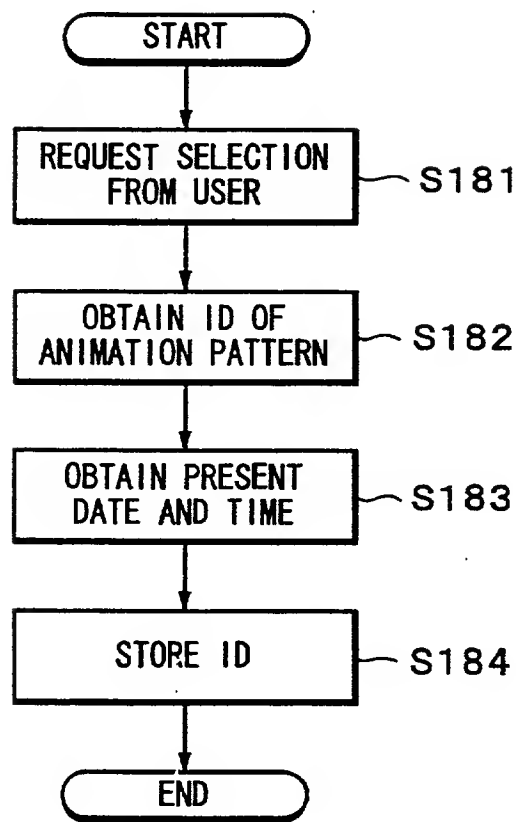 START
REQUEST SELECTION
FROM USER
S181
OBTAIN ID OF
ANIMATION PATTERN
S182
OBTAIN PRESENT
DATE AND TIME
S183
STORE ID
S184
END